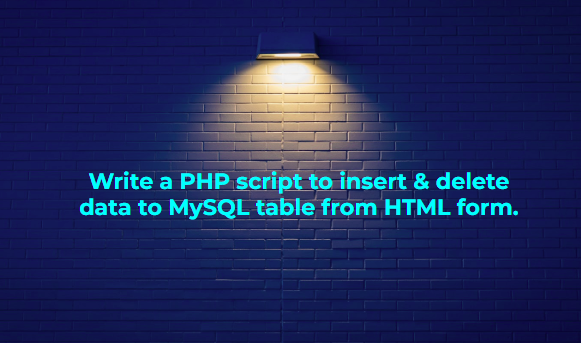 Write a PHP script to insert & delete
data to MySQL table from HTML form.